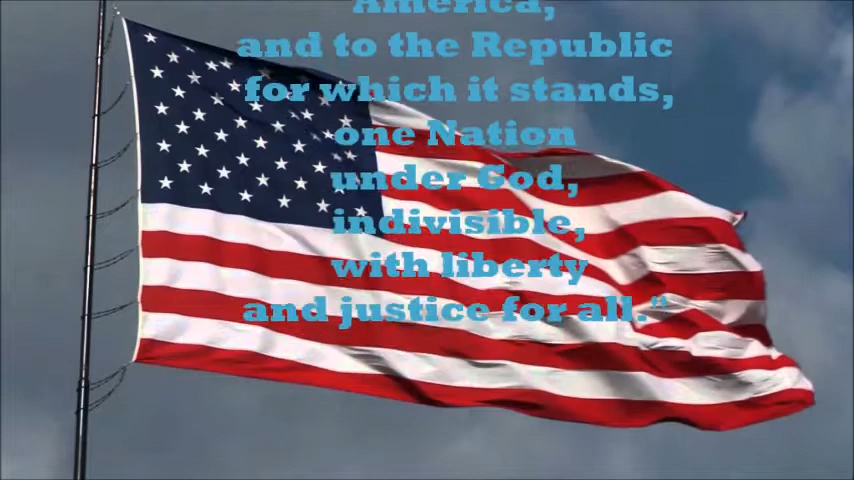 America,
and to the Republic
for which it stands,
one Nation
under God,
indivisible,
with liberty
and justice for all."